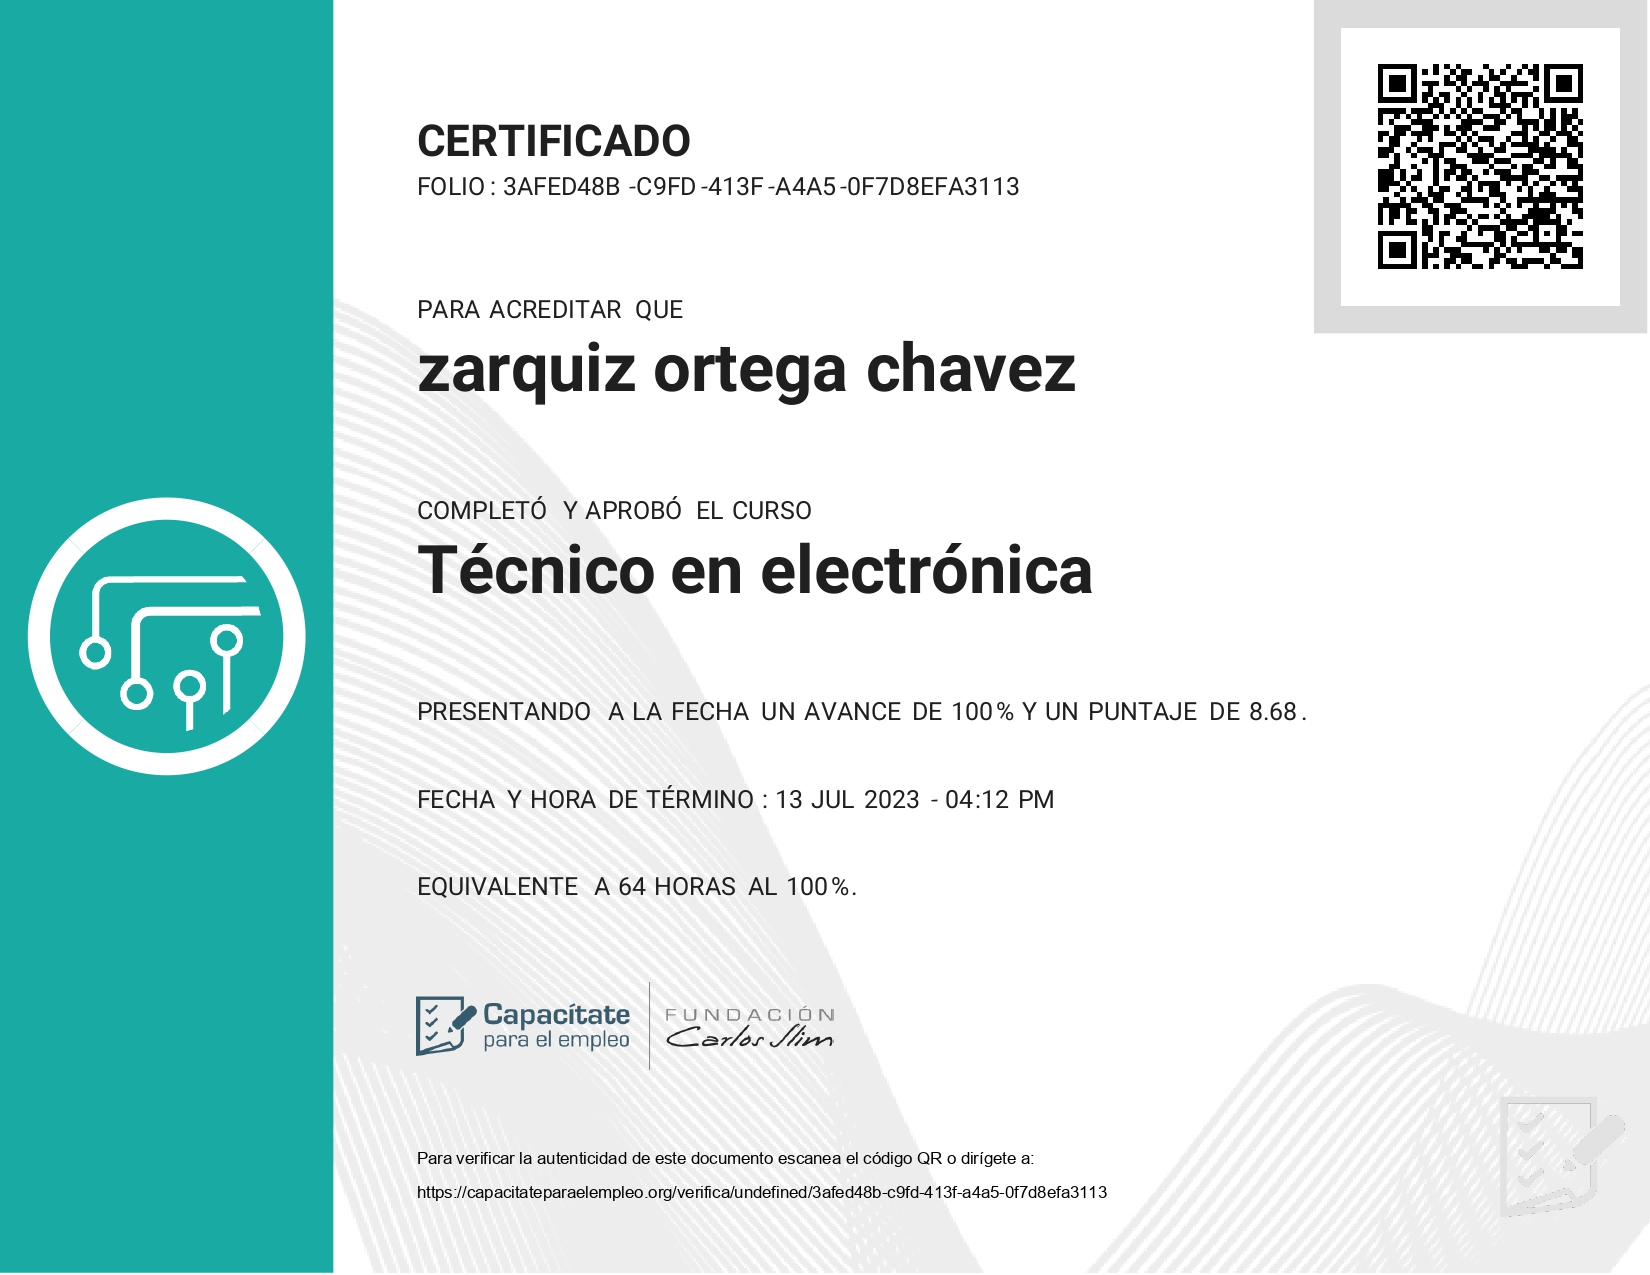 CERTIFICADO
FOLIO: 3AFED48B-C9FD-413F-A4A5-0F7D8EFA3113
PARA ACREDITAR QUE
zarquiz ortega chavez
COMPLETÓ Y APROBÓ EL CURSO
Técnico en electrónica
PRESENTANDO A LA FECHA UN AVANCE DE 100% Y UN PUNTAJE DE 8.68.
FECHA Y HORA DE TÉRMINO: 13 JUL 2023 - 04:12 PM
EQUIVALENTE A 64 HORAS AL 100%.
Capacítate
para el empleo
FUNDACIÓN
Carlos Slim
Para verificar la autenticidad de este documento escanea el código QR o dirígete a:
https://capacitateparaelempleo.org/verifica/undefined/3afed48b-c9fd-413f-a4a5-0f7d8efa3113